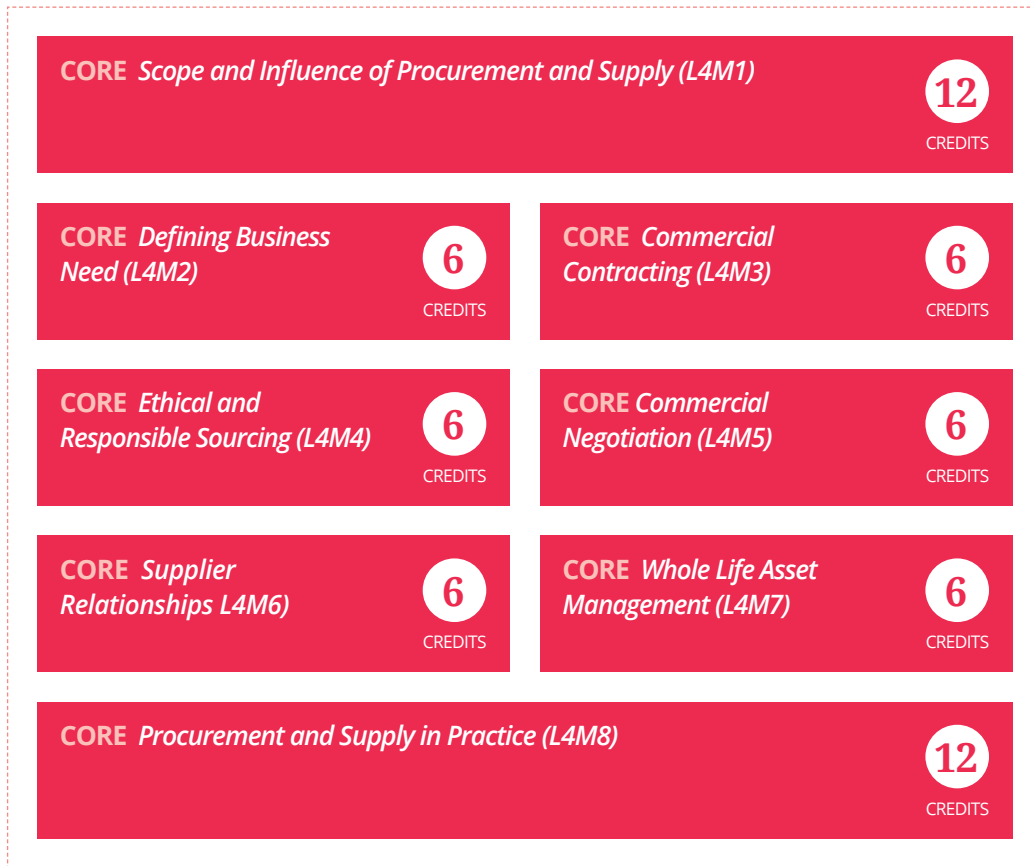 CORE Scope and Influence of Procurement and Supply (L4M1)
12
CREDITS
CORE Defining Business
Need (L4M2)
6
CREDITS
CORE Commercial
Contracting (L4M3)
6
CREDITS
CORE Ethical and
Responsible Sourcing (L4M4)
6
CREDITS
CORE Commercial
Negotiation (L4M5)
6
CREDITS
CORE Supplier
Relationships L4M6)
6
CREDITS
CORE Whole Life Asset
Management (L4M7)
6
CREDITS
CORE Procurement and Supply in Practice (L4M8)
12
CREDITS